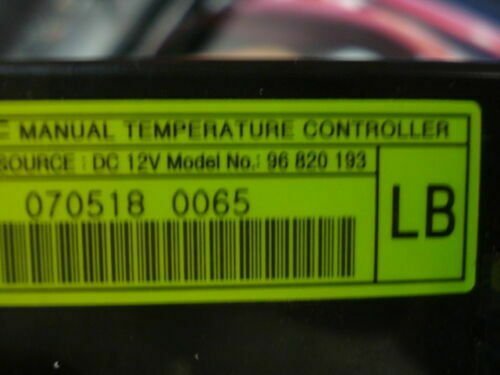 MANUAL TEMPERATURE CONTROLLER
SOURCE : DC 12V Model No.: 96 820 193
070518 0065
LB